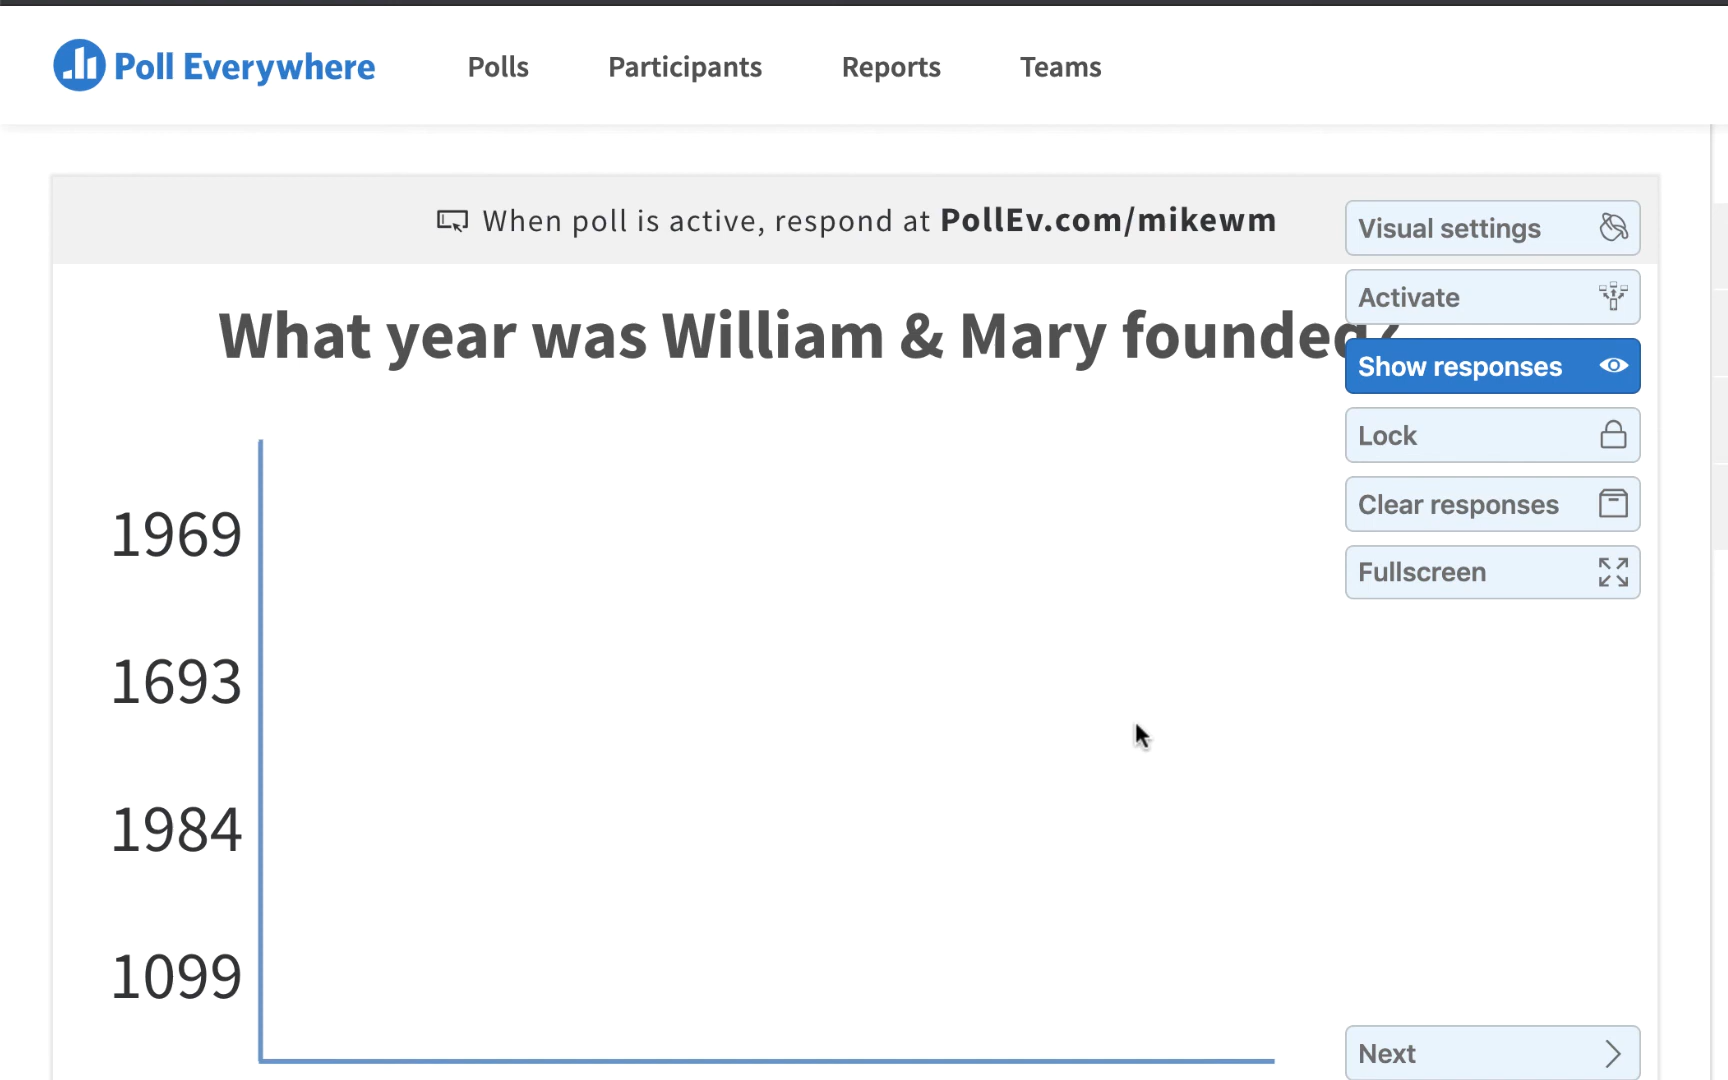 Poll Everywhere
Polls
Participants
Reports
Teams
When poll is active, respond at PollEv.com/mikewm
What year was William & Mary founded?
Visual settings
Activate
Show responses
Lock
Clear responses
Fullscreen
1969
1693
1984
1099
Next